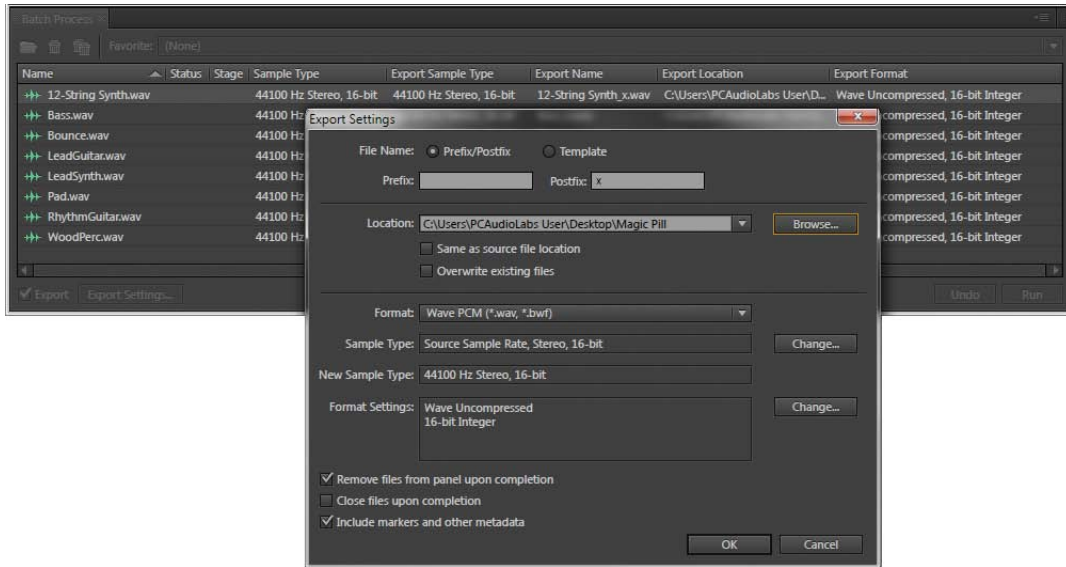 Batch Process ×
Favorite: (None)
Name Status Stage Sample Type Export Sample Type Export Name Export Location Export Format
12-String Synth.wav 44100 Hz Stereo, 16-bit 44100 Hz Stereo, 16-bit 12-String Synth_x.wav C:\Users\PCAudioLabs User\D... Wave Uncompressed, 16-bit Integer
Bass.wav 44100 Hz compressed, 16-bit Integer
Bounce.wav 44100 Hz compressed, 16-bit Integer
LeadGuitar.wav 44100 Hz compressed, 16-bit Integer
LeadSynth.wav 44100 Hz compressed, 16-bit Integer
Pad.wav 44100 Hz compressed, 16-bit Integer
RhythmGuitar.wav 44100 Hz compressed, 16-bit Integer
WoodPerc.wav 44100 Hz compressed, 16-bit Integer
Export Export Settings... Undo Run
Export Settings
File Name: Prefix/Postfix Template
Prefix: Postfix: x
Location: C:\Users\PCAudioLabs User\Desktop\Magic Pill Browse...
Same as source file location
Overwrite existing files
Format: Wave PCM (*.wav, *.bwf)
Sample Type: Source Sample Rate, Stereo, 16-bit Change...
New Sample Type: 44100 Hz Stereo, 16-bit
Format Settings: Wave Uncompressed Change...
16-bit Integer
Remove files from panel upon completion
Close files upon completion
Include markers and other metadata
OK Cancel